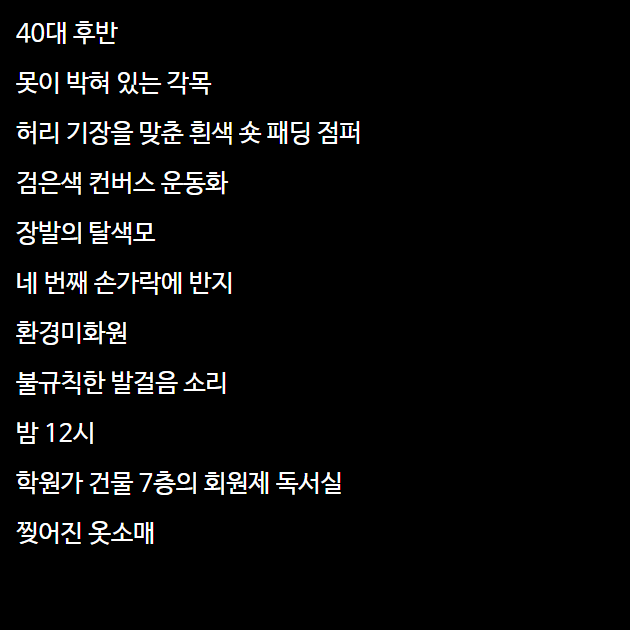 40대 후반
못이 박혀 있는 각목
허리 기장을 맞춘 흰색 숏 패딩 점퍼
검은색 컨버스 운동화
장발의 탈색모
네 번째 손가락에 반지
환경미화원
불규칙한 발걸음 소리
밤 12시
학원가 건물 7층의 회원제 독서실
찢어진 옷소매